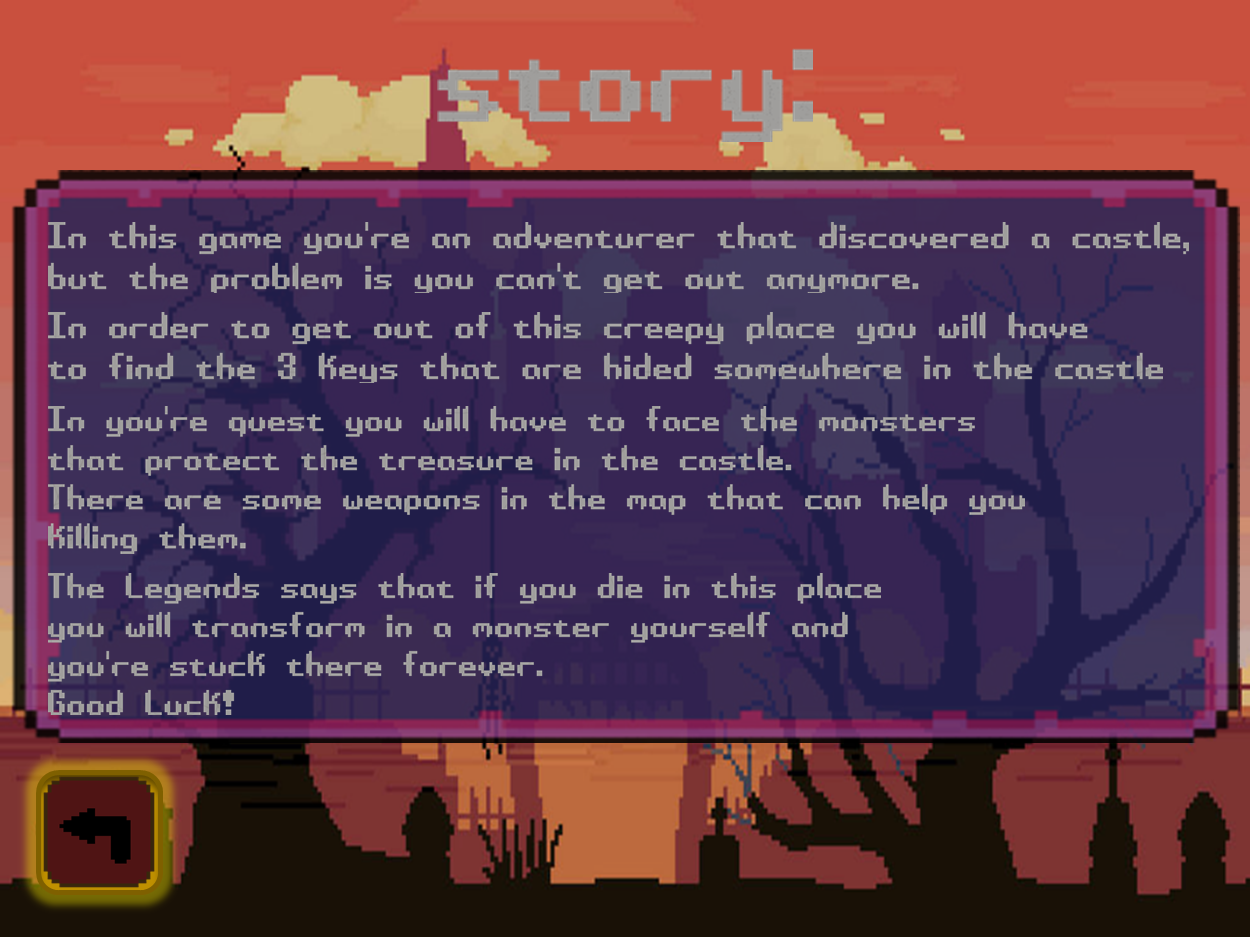 story:
In this game you're an adventurer that discovered a castle,
but the problem is you can't get out anymore.
In order to get out of this creepy place you will have
to find the 3 Keys that are hided somewhere in the castle
In you're quest you will have to face the monsters
that protect the treasure in the castle.
There are some weapons in the map that can help you
Killing them.
The Legends says that if you die in this place
you will transform in a monster yourself and
you're stuck there forever.
Good Luck!